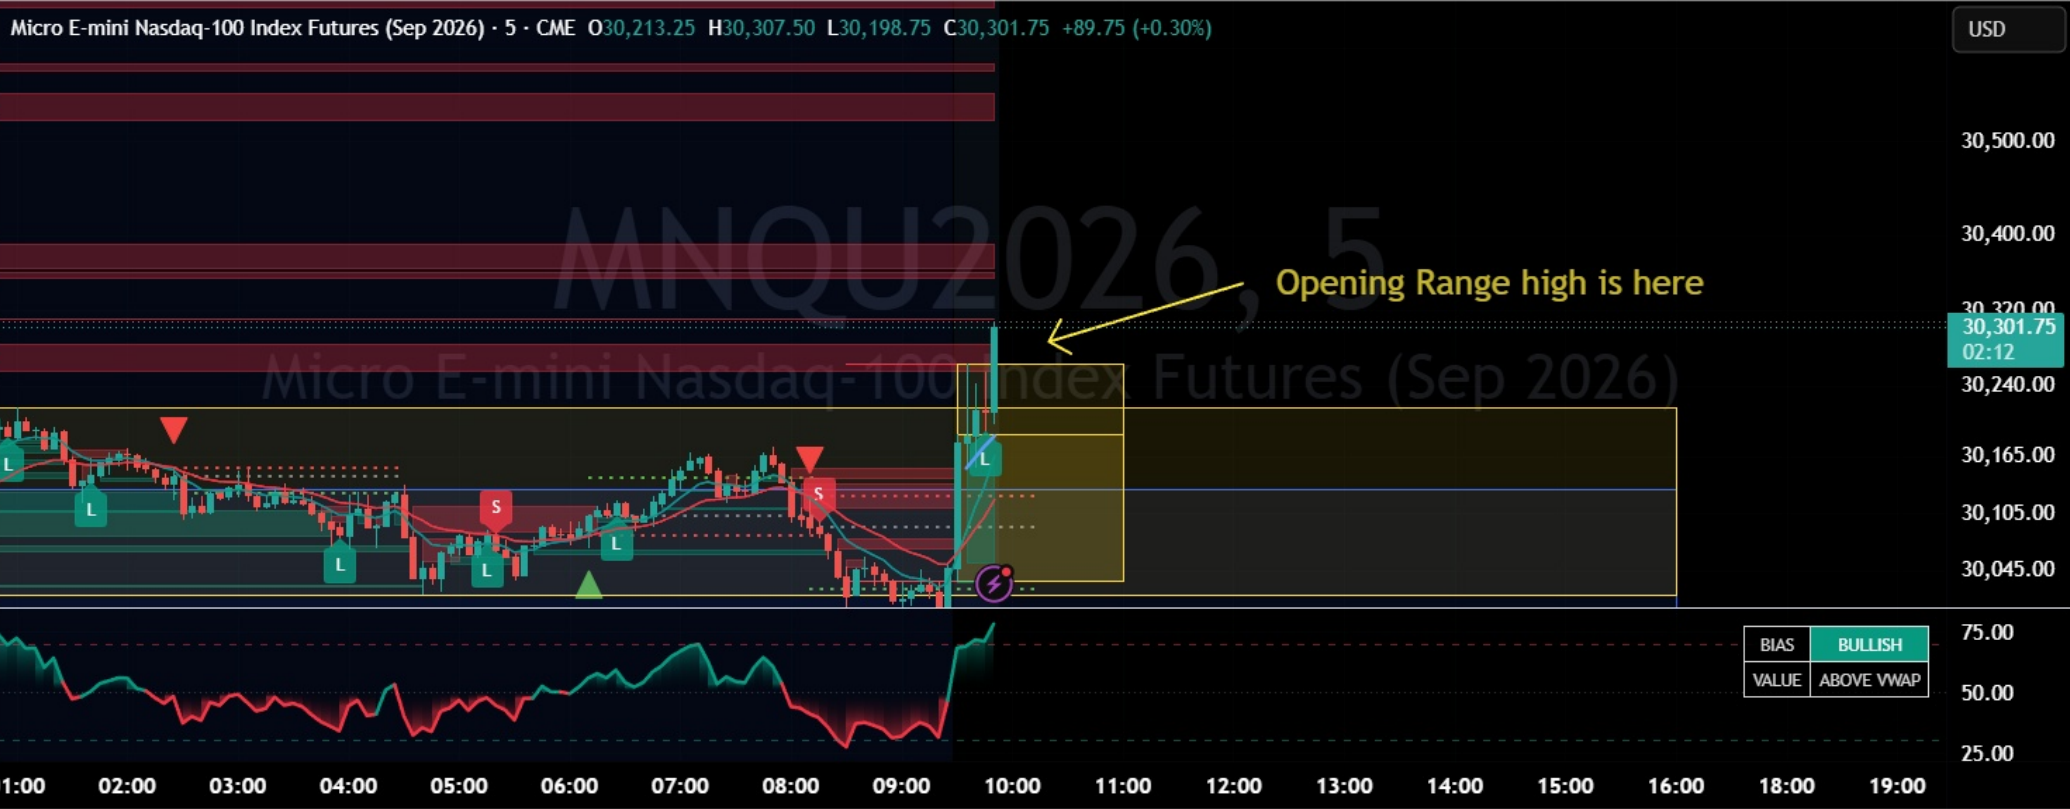 Micro E-mini Nasdaq-100 Index Futures (Sep 2026) · 5 · CME O30,213.25 H30,307.50 L30,198.75 C30,301.75 +89.75 (+0.30%)
USD
MNQU2026, 5
Micro E-mini Nasdaq-100 Index Futures (Sep 2026)
Opening Range high is here
30,500.00
30,400.00
30,320.00
30,301.75
02:12
30,240.00
30,165.00
30,105.00
30,045.00
L
L
L
S
L
L
S
L
75.00
50.00
25.00
BIAS BULLISH
VALUE ABOVE VWAP
01:00 02:00 03:00 04:00 05:00 06:00 07:00 08:00 09:00 10:00 11:00 12:00 13:00 14:00 15:00 16:00 18:00 19:00